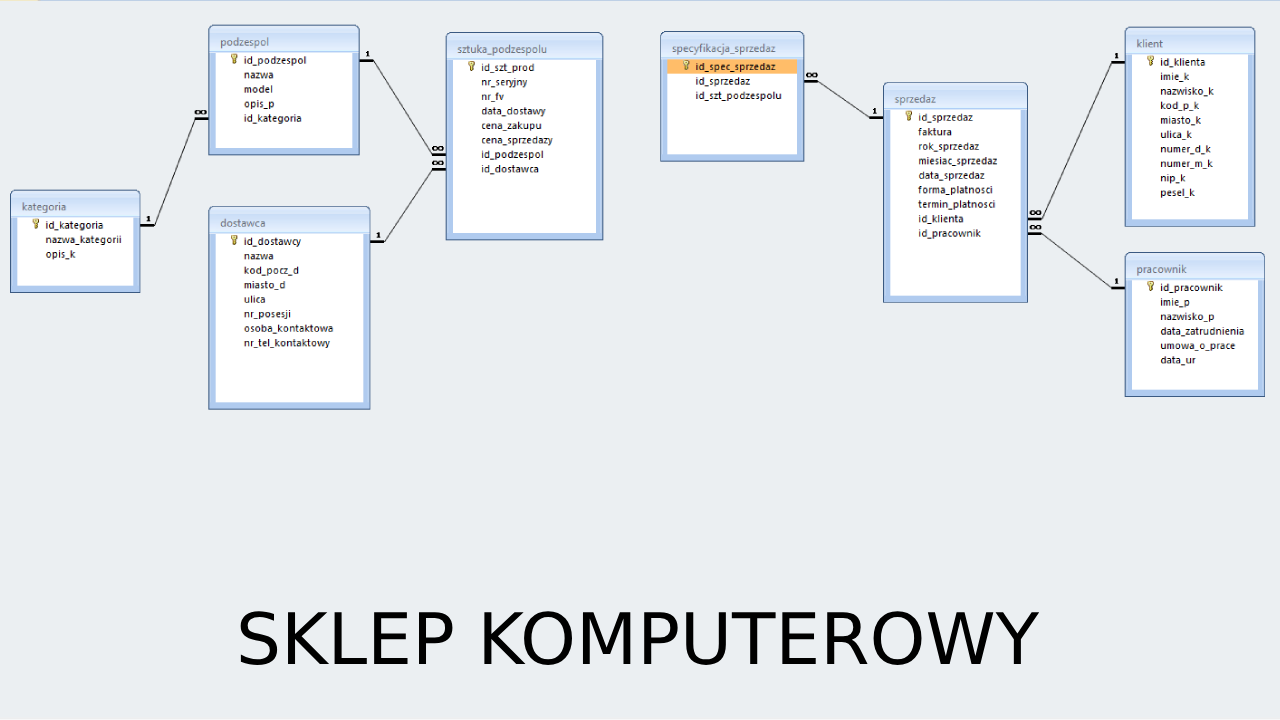 podzespol
id_podzespol
nazwa
model
opis_p
id_kategoria
sztuka_podzespolu
id_szt_prod
nr_seryjny
nr_fv
data_dostawy
cena_zakupu
cena_sprzedazy
id_podzespol
id_dostawca
specyfikacja_sprzedaz
id_spec_sprzedaz
id_sprzedaz
id_szt_podzespolu
sprzedaz
id_sprzedaz
faktura
rok_sprzedaz
miesiac_sprzedaz
data_sprzedaz
forma_platnosci
termin_platnosci
id_klienta
id_pracownik
klient
id_klienta
imie_k
nazwisko_k
kod_p_k
miasto_k
ulica_k
numer_d_k
numer_m_k
nip_k
pesel_k
kategoria
id_kategoria
nazwa_kategorii
opis_k
dostawca
id_dostawcy
nazwa
kod_pocz_d
miasto_d
ulica
nr_posesji
osoba_kontaktowa
nr_tel_kontaktowy
pracownik
id_pracownik
imie_p
nazwisko_p
data_zatrudnienia
umowa_o_prace
data_ur
1
∞
1
∞
∞
1
∞
1
1
∞
∞
1
SKLEP KOMPUTEROWY